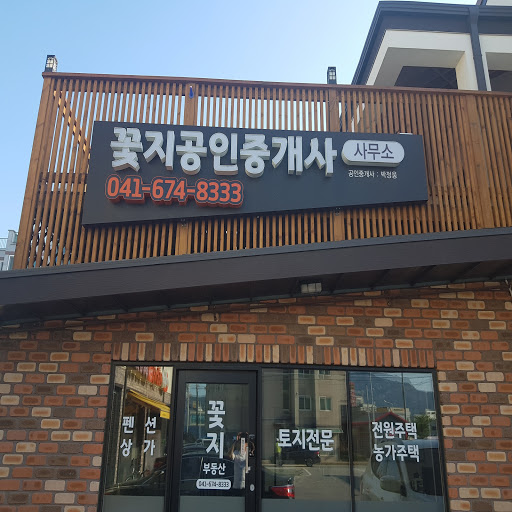 꽃지공인중개사 사무소
041-674-8333
공인중개사 : 박정용
펜션
상가
꽃지
부동산
041-674-8333
토지전문
전원주택
농가주택